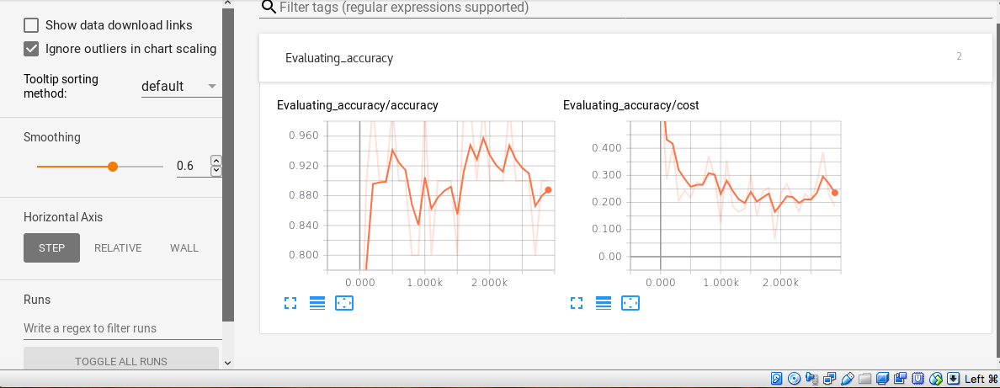 Show data download links
Ignore outliers in chart scaling
Tooltip sorting
method:
default
Smoothing
0.6
Horizontal Axis
STEP RELATIVE WALL
Runs
Write a regex to filter runs
TOGGLE ALL RUNS
Filter tags (regular expressions supported)
Evaluating_accuracy 2
Evaluating_accuracy/accuracy
0.960
0.920
0.880
0.840
0.800
0.000 1.000k 2.000k
Evaluating_accuracy/cost
0.400
0.300
0.200
0.100
0.00
0.000 1.000k 2.000k
Left ⌘